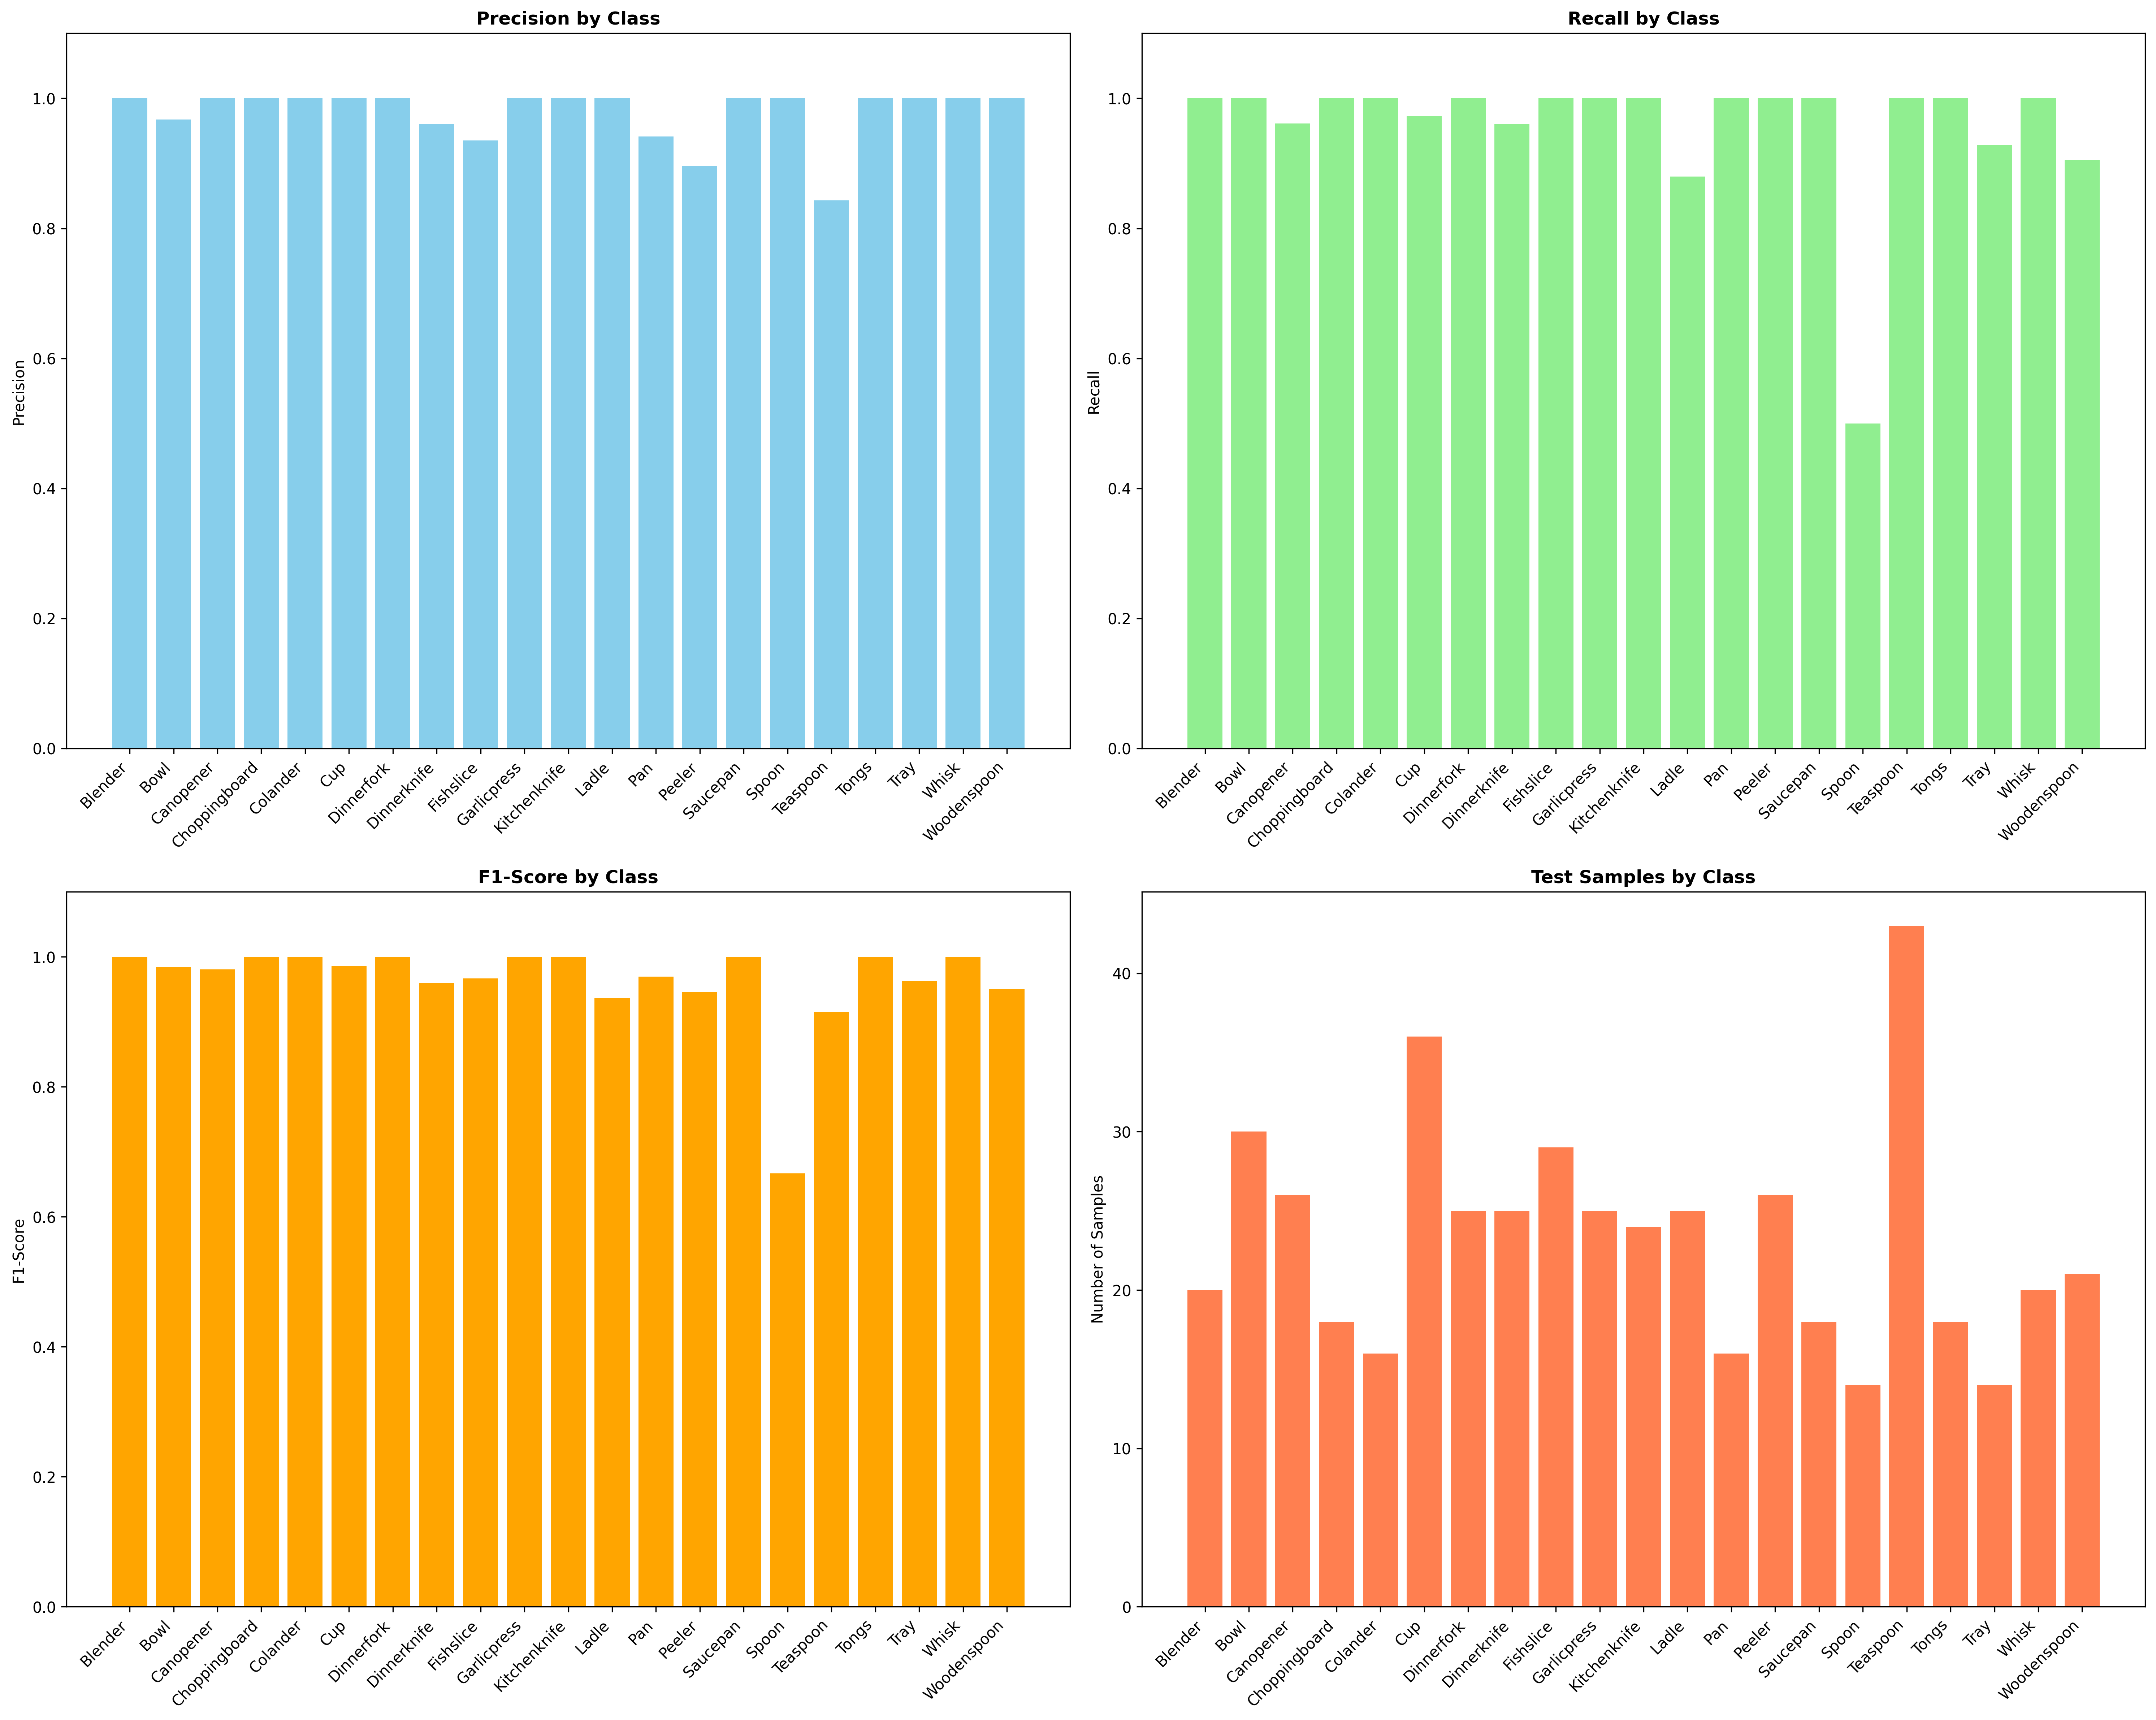 Precision by Class
Precision
1.0
0.8
0.6
0.4
0.2
0.0
Blender
Bowl
Canopener
Choppingboard
Colander
Cup
Dinnerfork
Dinnerknife
Fishslice
Garlicpress
Kitchenknife
Ladle
Pan
Peeler
Saucepan
Spoon
Teaspoon
Tongs
Tray
Whisk
Woodenspoon
Recall by Class
Recall
1.0
0.8
0.6
0.4
0.2
0.0
Blender
Bowl
Canopener
Choppingboard
Colander
Cup
Dinnerfork
Dinnerknife
Fishslice
Garlicpress
Kitchenknife
Ladle
Pan
Peeler
Saucepan
Spoon
Teaspoon
Tongs
Tray
Whisk
Woodenspoon
F1-Score by Class
F1-Score
1.0
0.8
0.6
0.4
0.2
0.0
Blender
Bowl
Canopener
Choppingboard
Colander
Cup
Dinnerfork
Dinnerknife
Fishslice
Garlicpress
Kitchenknife
Ladle
Pan
Peeler
Saucepan
Spoon
Teaspoon
Tongs
Tray
Whisk
Woodenspoon
Test Samples by Class
Number of Samples
40
30
20
10
0
Blender
Bowl
Canopener
Choppingboard
Colander
Cup
Dinnerfork
Dinnerknife
Fishslice
Garlicpress
Kitchenknife
Ladle
Pan
Peeler
Saucepan
Spoon
Teaspoon
Tongs
Tray
Whisk
Woodenspoon